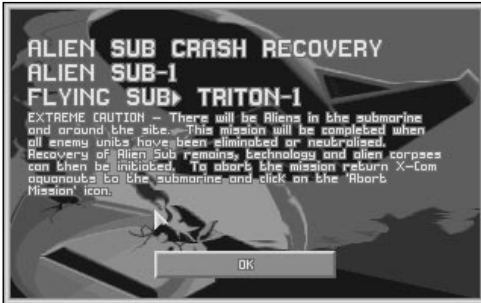 ALIEN SUB CRASH RECOVERY
ALIEN SUB-1
FLYING SUB> TRITON-1
EXTREME CAUTION - There will be Aliens in the submarine
and around the site. This mission will be completed when
all enemy units have been eliminated or neutralised.
Recovery of Alien Sub remains, technology and alien corpses
can then be initiated. To abort the mission return X-Com
aquanauts to the submarine and click on the 'Abort
Mission' icon.
OK